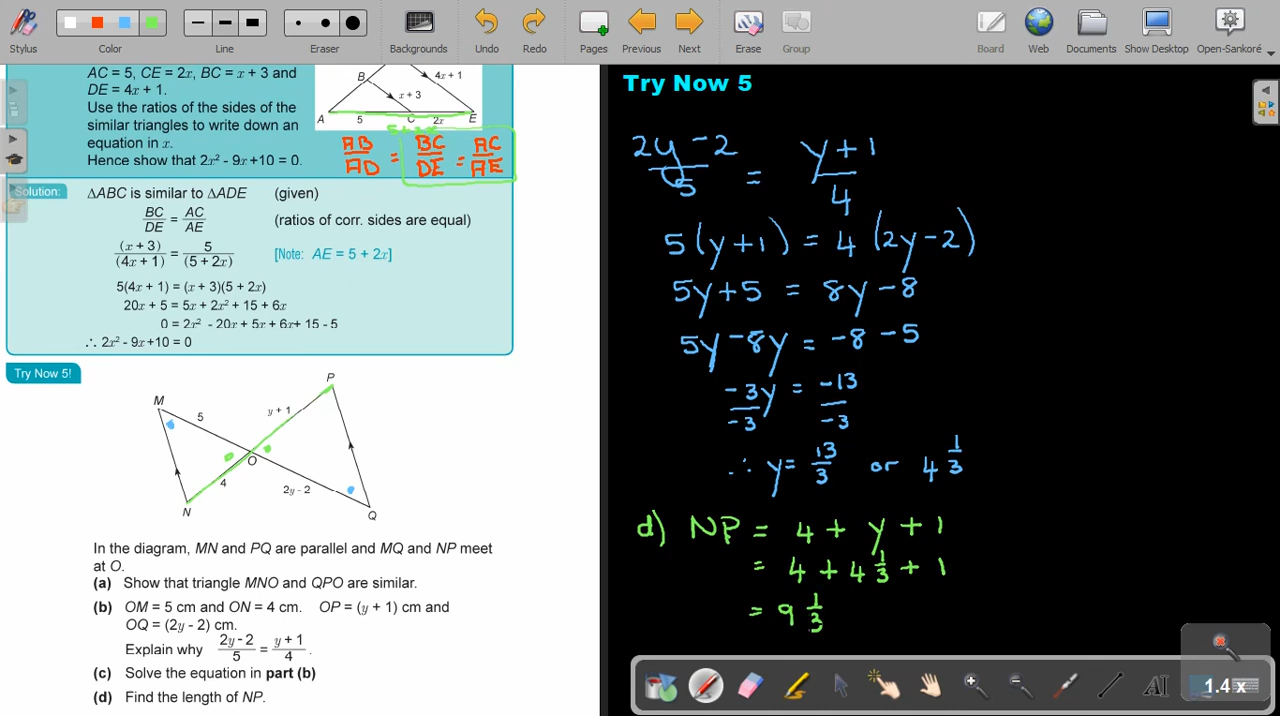 Stylus
Color
Line
Eraser
Backgrounds
Undo
Redo
Pages
Previous
Next
Erase
Group
Board
Web
Documents
Show Desktop
Open-Sankoré
AC = 5, CE = 2x, BC = x + 3 and
DE = 4x + 1.
Use the ratios of the sides of the
similar triangles to write down an
equation in x.
Hence show that 2x² - 9x +10 = 0.
B
4x + 1
x + 3
A
5
C
2x
E
AB/AD = BC/DE = AC/AE
Solution:
ΔABC is similar to ΔADE (given)
BC/DE = AC/AE (ratios of corr. sides are equal)
(x + 3)/(4x + 1) = 5/(5 + 2x) [Note: AE = 5 + 2x]
5(4x + 1) = (x + 3)(5 + 2x)
20x + 5 = 5x + 2x² + 15 + 6x
0 = 2x² - 20x + 5x + 6x + 15 - 5
∴ 2x² - 9x +10 = 0
Try Now 5!
M
5
y + 1
P
O
N
4
2y - 2
Q
In the diagram, MN and PQ are parallel and MQ and NP meet
at O.
(a) Show that triangle MNO and QPO are similar.
(b) OM = 5 cm and ON = 4 cm. OP = (y + 1) cm and
OQ = (2y - 2) cm.
Explain why (2y - 2)/5 = (y + 1)/4 .
(c) Solve the equation in part (b)
(d) Find the length of NP.
Try Now 5
(2y - 2)/5 = (y + 1)/4
5(y + 1) = 4(2y - 2)
5y + 5 = 8y - 8
5y - 8y = -8 - 5
-3y/-3 = -13/-3
∴ y = 13/3 or 4 1/3
d) NP = 4 + y + 1
= 4 + 4 1/3 + 1
= 9 1/3
1.4 x